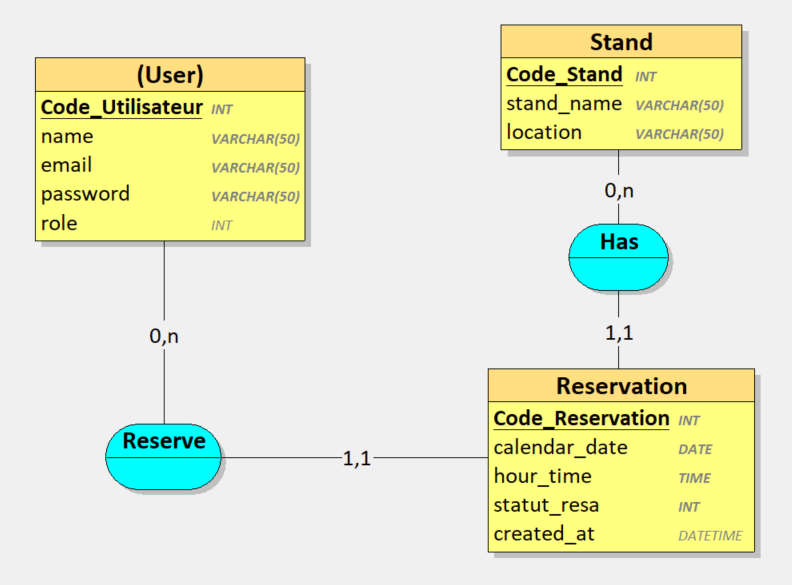 (User)
Code_Utilisateur INT
name VARCHAR(50)
email VARCHAR(50)
password VARCHAR(50)
role INT
Stand
Code_Stand INT
stand_name VARCHAR(50)
location VARCHAR(50)
0,n
Has
1,1
0,n
Reserve
1,1
Reservation
Code_Reservation INT
calendar_date DATE
hour_time TIME
statut_resa INT
created_at DATETIME